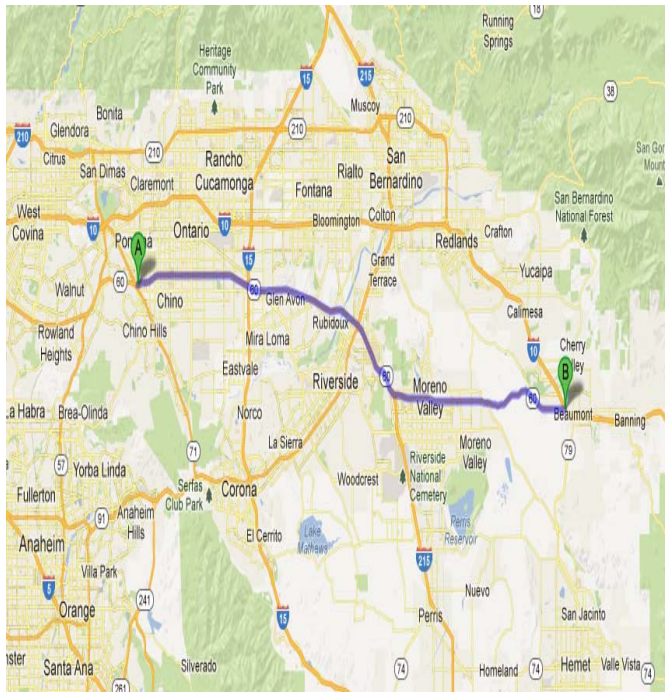 18
Running
Springs
Heritage
Community
Park
15
215
38
Bonita
Muscoy
Glendora
210
Citrus
210
210
210
San Dimas
Claremont
Rancho
Cucamonga
Rialto
San
Bernardino
Fontana
San Gor
Mount
West
Covina
10
Ontario
10
Bloomington
Colton
San Bernardino
National Forest
Redlands
Crafton
A
15
Grand
Terrace
Yucaipa
60
Walnut
Chino
60
Glen Avon
Calimesa
Rowland
Heights
Chino Hills
Mira Loma
Rubidoux
10
Cherry
B
Eastvale
Riverside
60
Moreno
Valley
60
La Habra
Brea-Olinda
Norco
Beaumont
Banning
57
71
La Sierra
Moreno
Valley
79
Yorba Linda
Serfas
Club Park
Corona
Woodcrest
Riverside
National
Cemetery
Fullerton
91
Anaheim
Hills
Perris
Reservoir
Anaheim
El Cerrito
Lake
Mathews
215
Villa Park
5
241
Nuevo
Orange
15
Perris
San Jacinto
Santa Ana
Silverado
74
Homeland
74
Hemet
Valle Vista
74
261